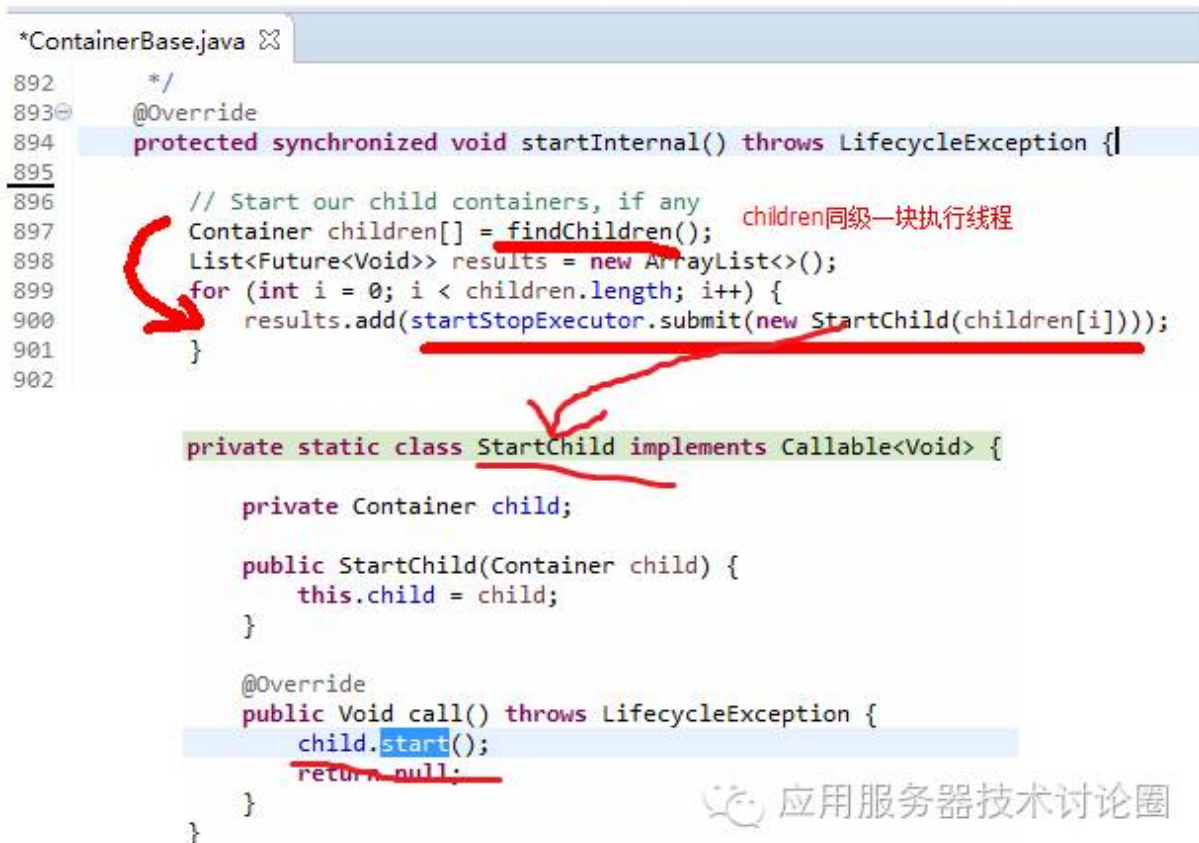 *ContainerBase.java
892 */
893 @Override
894 protected synchronized void startInternal() throws LifecycleException {
895
896 // Start our child containers, if any
children同级一块执行线程
897 Container children[] = findChildren();
898 List<Future<Void>> results = new ArrayList<>();
899 for (int i = 0; i < children.length; i++) {
900 results.add(startStopExecutor.submit(new StartChild(children[i])));
901 }
902
private static class StartChild implements Callable<Void> {
private Container child;
public StartChild(Container child) {
this.child = child;
}
@Override
public Void call() throws LifecycleException {
child.start();
return null;
}
}
应用服务器技术讨论圈